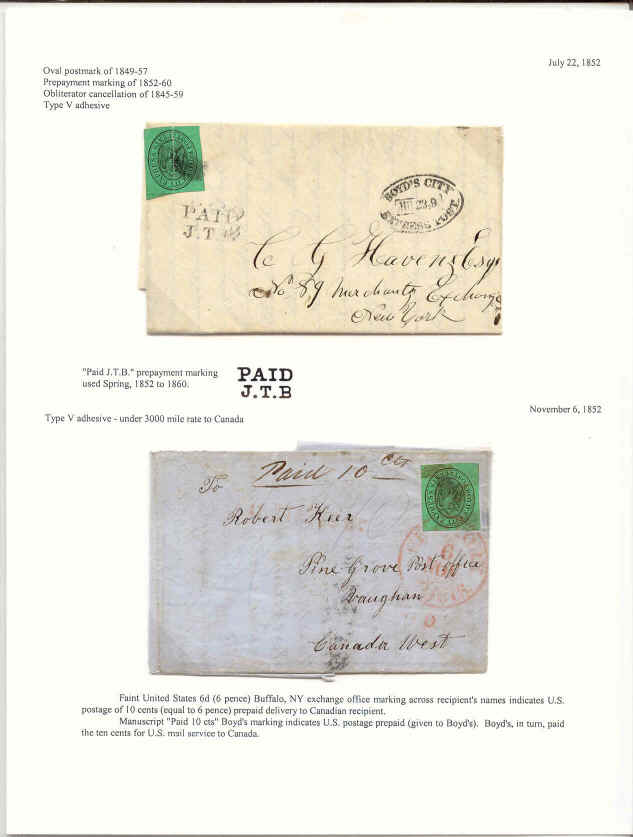 July 22, 1852
Oval postmark of 1849-57
Prepayment marking of 1852-60
Obliterator cancellation of 1845-59
Type V adhesive
BOYD'S CITY
EXPRESS POST.
PAID
J.T.B
C G Havens Esqr
No 89 Merchants Exchange
New York
"Paid J.T.B." prepayment marking
used Spring, 1852 to 1860.
PAID
J.T.B
November 6, 1852
Type V adhesive - under 3000 mile rate to Canada
Paid 10 Cts
To
Robert Keer
Pine Grove Post office
Vaughan
Canada West
Faint United States 6d (6 pence) Buffalo, NY exchange office marking across recipient's names indicates U.S.
postage of 10 cents (equal to 6 pence) prepaid delivery to Canadian recipient.
Manuscript "Paid 10 cts" Boyd's marking indicates U.S. postage prepaid (given to Boyd's). Boyd's, in turn, paid
the ten cents for U.S. mail service to Canada.